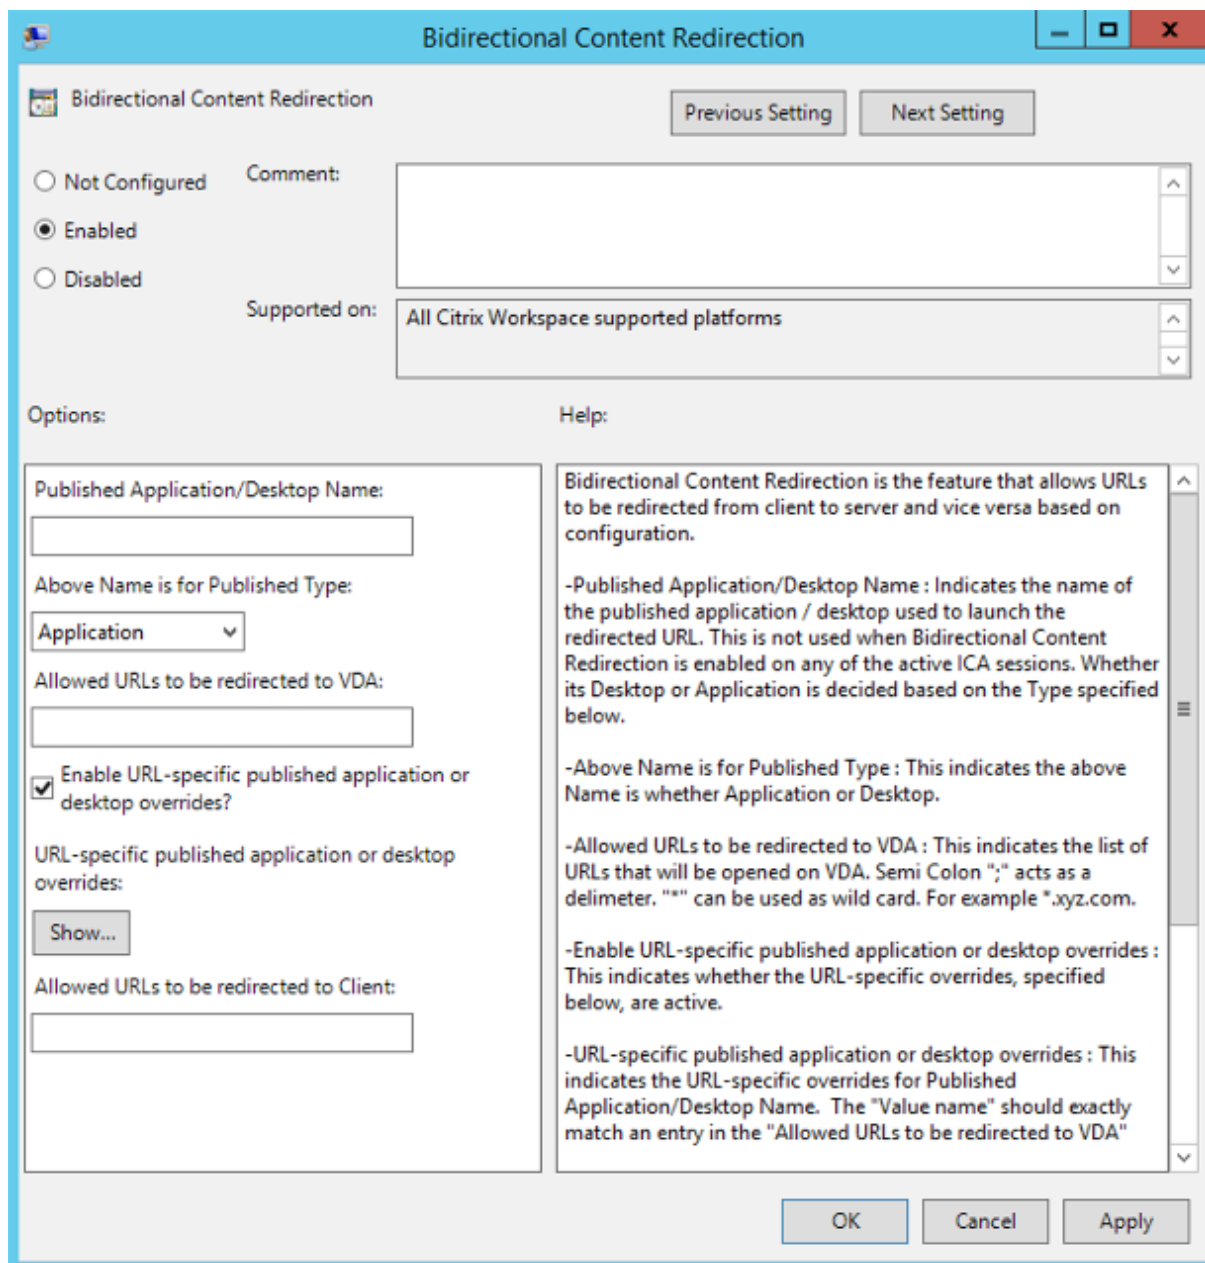 Bidirectional Content Redirection
Bidirectional Content Redirection
Previous Setting
Next Setting
Not Configured
Comment:
Enabled
Disabled
Supported on:
All Citrix Workspace supported platforms
Options:
Help:
Published Application/Desktop Name:
Above Name is for Published Type:
Application
Allowed URLs to be redirected to VDA:
Enable URL-specific published application or
desktop overrides?
URL-specific published application or desktop
overrides:
Show...
Allowed URLs to be redirected to Client:
Bidirectional Content Redirection is the feature that allows URLs
to be redirected from client to server and vice versa based on
configuration.
-Published Application/Desktop Name : Indicates the name of
the published application / desktop used to launch the
redirected URL. This is not used when Bidirectional Content
Redirection is enabled on any of the active ICA sessions. Whether
its Desktop or Application is decided based on the Type specified
below.
-Above Name is for Published Type : This indicates the above
Name is whether Application or Desktop.
-Allowed URLs to be redirected to VDA : This indicates the list of
URLs that will be opened on VDA. Semi Colon ";" acts as a
delimeter. "*" can be used as wild card. For example *.xyz.com.
-Enable URL-specific published application or desktop overrides :
This indicates whether the URL-specific overrides, specified
below, are active.
-URL-specific published application or desktop overrides : This
indicates the URL-specific overrides for Published
Application/Desktop Name.  The "Value name" should exactly
match an entry in the "Allowed URLs to be redirected to VDA"
OK
Cancel
Apply